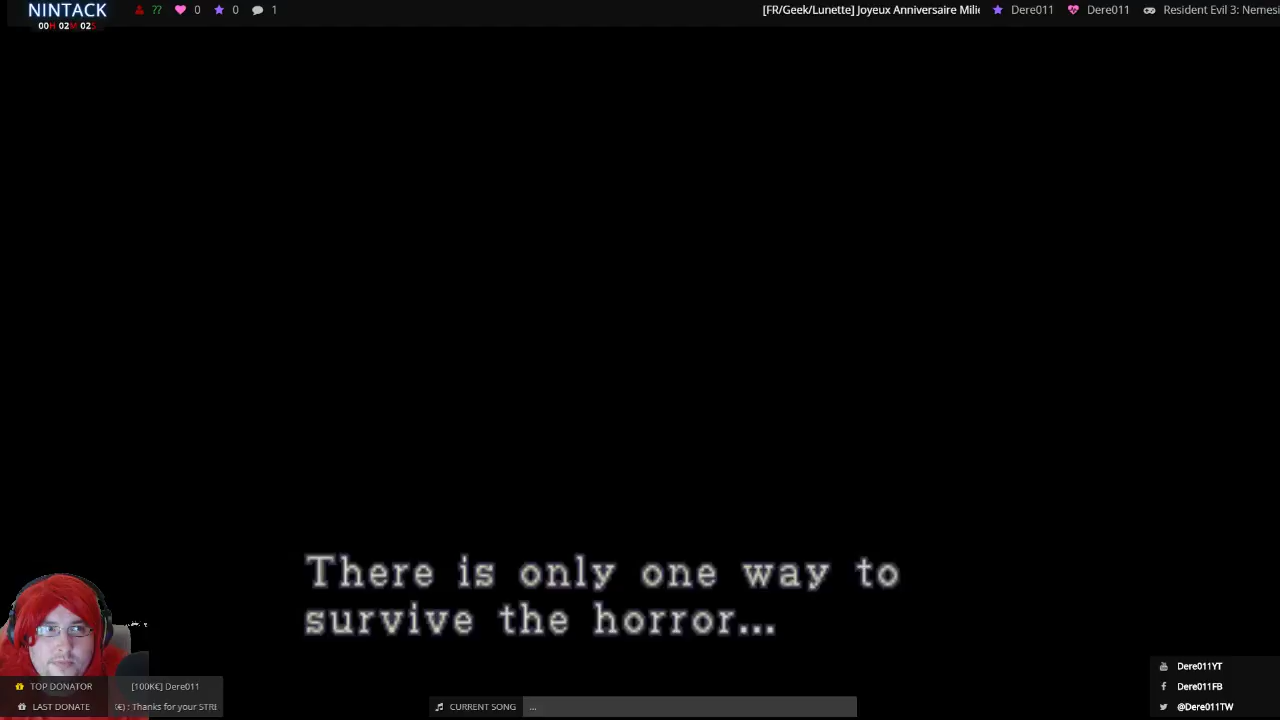 NINTACK
00H 02M 02S
?? 0 0 1
[FR/Geek/Lunette] Joyeux Anniversaire Milie Dere011 Dere011 Resident Evil 3: Nemesi
There is only one way to
survive the horror...
TOP DONATOR [100K€] Dere011
LAST DONATE €) : Thanks for your STRE
CURRENT SONG ...
Dere011YT
Dere011FB
@Dere011TW